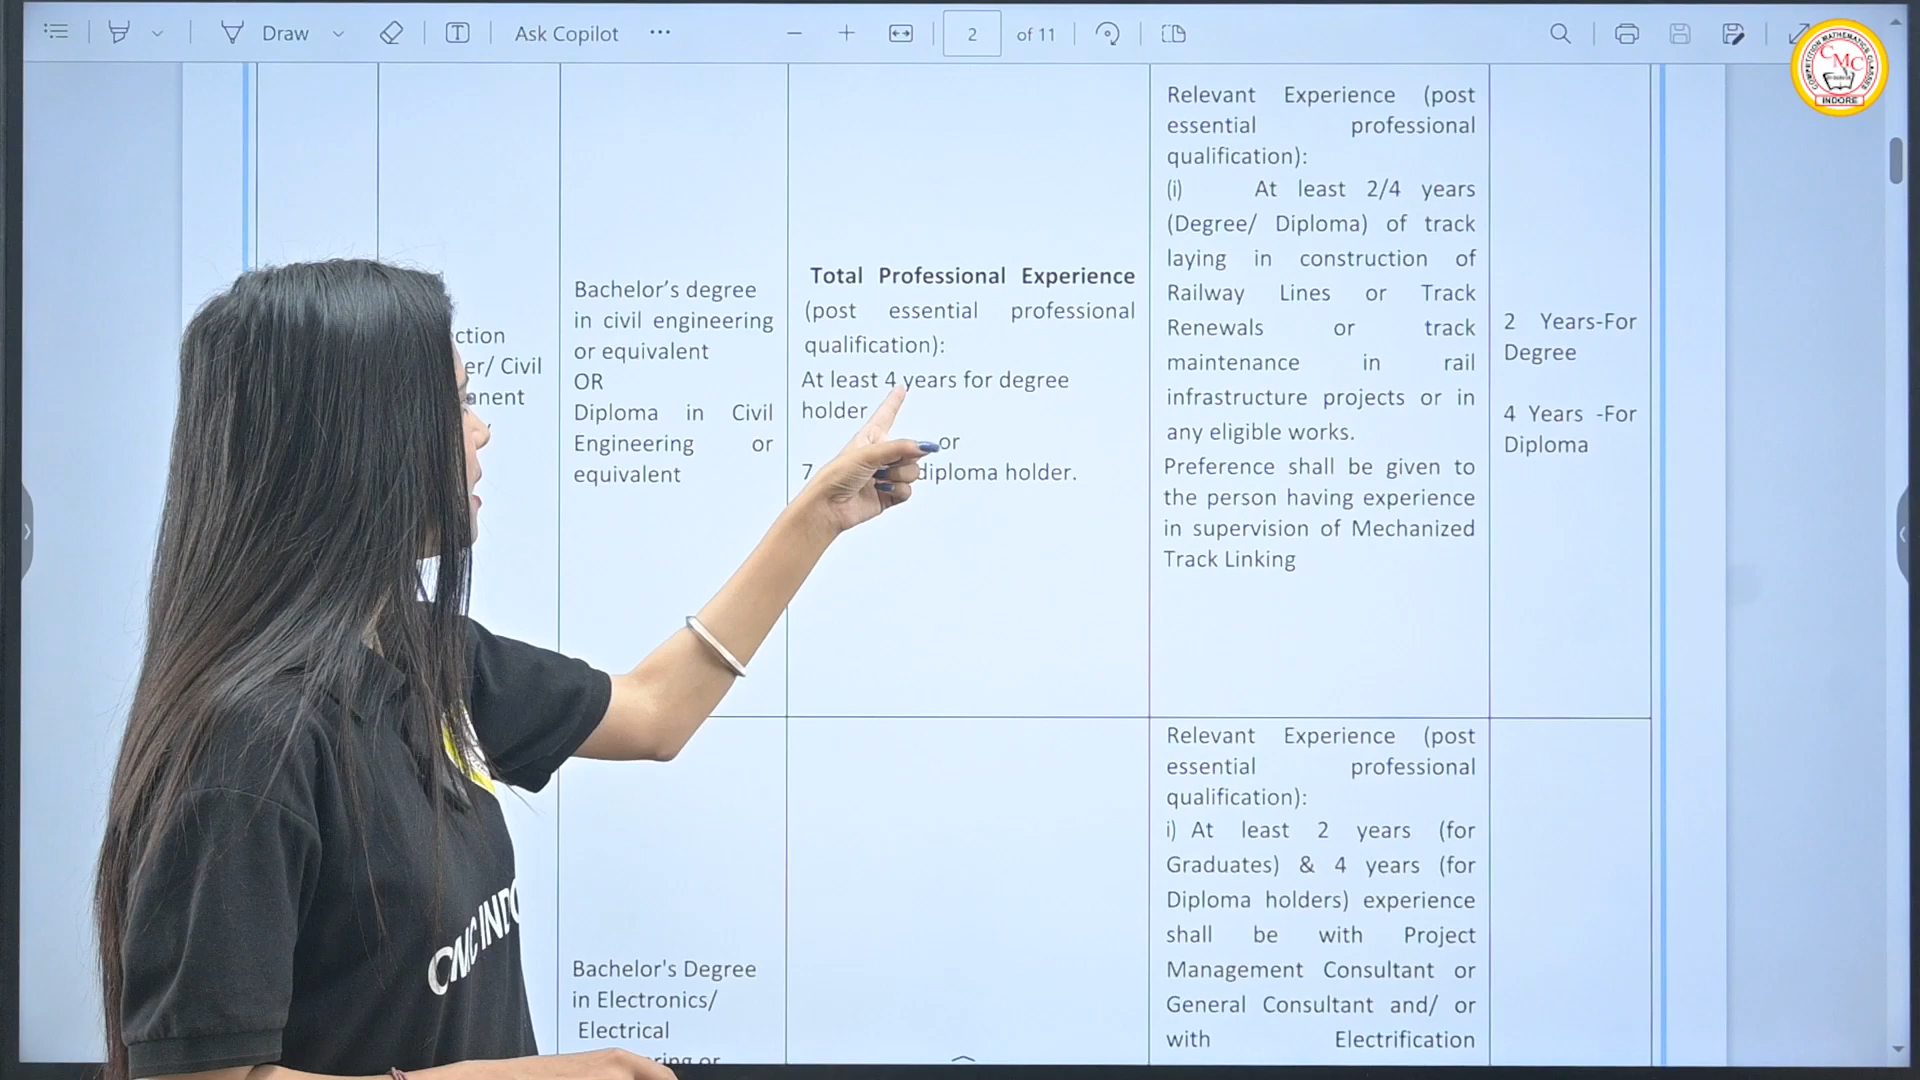 Draw
Ask Copilot
2
of 11
COMPETITION MATHEMATICS CLASSES
CMC
INDORE
Civil
Bachelor’s degree
in civil engineering
or equivalent
OR
Diploma in Civil
Engineering or
equivalent
Total Professional Experience
(post essential professional
qualification):
At least 4 years for degree
holder
or
7 diploma holder.
Relevant Experience (post
essential professional
qualification):
(i) At least 2/4 years
(Degree/ Diploma) of track
laying in construction of
Railway Lines or Track
Renewals or track
maintenance in rail
infrastructure projects or in
any eligible works.
Preference shall be given to
the person having experience
in supervision of Mechanized
Track Linking
2 Years-For
Degree
4 Years -For
Diploma
Bachelor's Degree
in Electronics/
Electrical
or
Relevant Experience (post
essential professional
qualification):
i) At least 2 years (for
Graduates) & 4 years (for
Diploma holders) experience
shall be with Project
Management Consultant or
General Consultant and/ or
with Electrification
CMC INDO